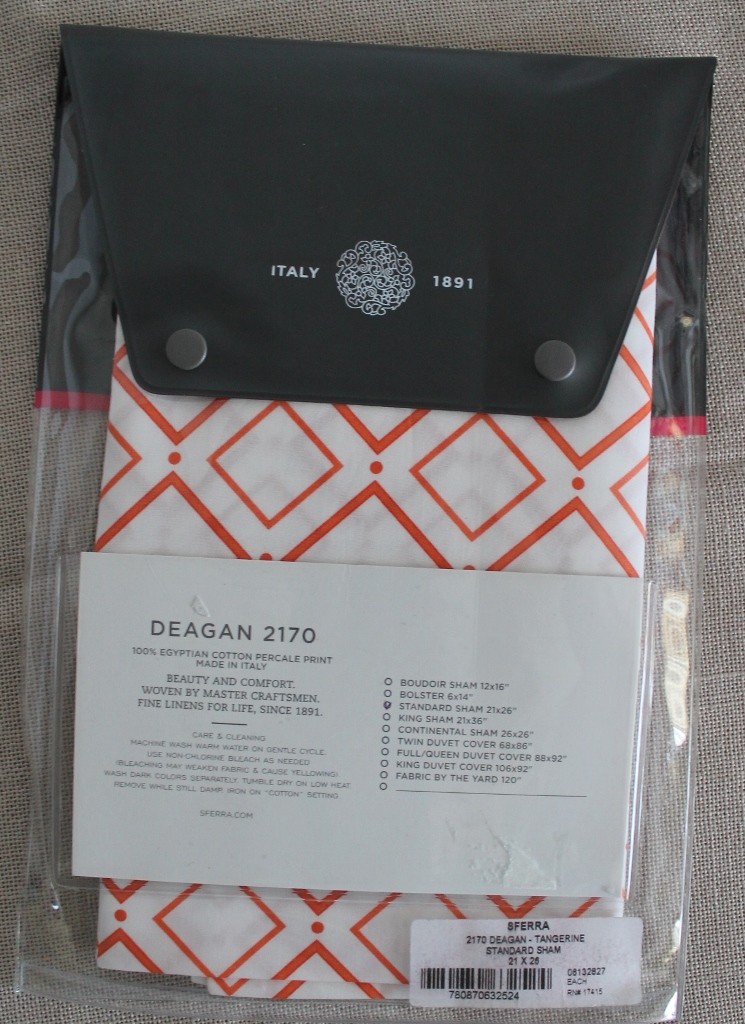 ITALY 1891
DEAGAN 2170
100% EGYPTIAN COTTON PERCALE PRINT
MADE IN ITALY
BEAUTY AND COMFORT.
WOVEN BY MASTER CRAFTSMEN.
FINE LINENS FOR LIFE, SINCE 1891.
CARE & CLEANING
MACHINE WASH WARM WATER ON GENTLE CYCLE.
USE NON-CHLORINE BLEACH AS NEEDED
(BLEACHING MAY WEAKEN FABRIC & CAUSE YELLOWING)
WASH DARK COLORS SEPARATELY. TUMBLE DRY ON LOW HEAT.
REMOVE WHILE STILL DAMP. IRON ON "COTTON" SETTING.
SFERRA.COM
BOUDOIR SHAM 12x16"
BOLSTER 6x14"
STANDARD SHAM 21x26"
KING SHAM 21x36"
CONTINENTAL SHAM 26x26"
TWIN DUVET COVER 68x86"
FULL/QUEEN DUVET COVER 88x92"
KING DUVET COVER 106x92"
FABRIC BY THE YARD 120"
SFERRA
2170 DEAGAN - TANGERINE
STANDARD SHAM
21 X 26
780870632524
08132827
EACH
RN# 17415